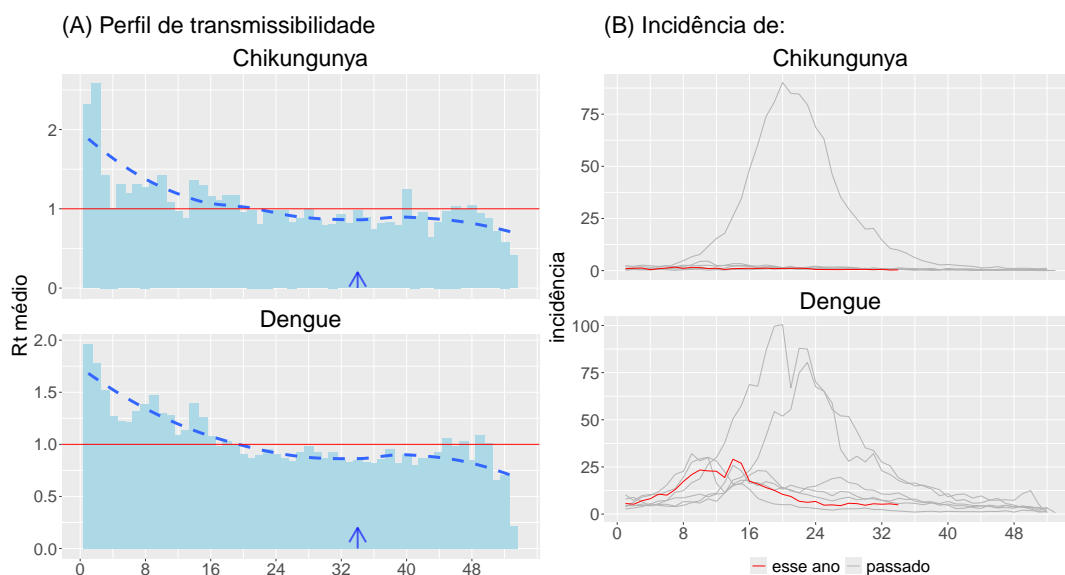 (A) Perfil de transmissibilidade
Chikungunya
2
1
0
Dengue
2.0
1.5
1.0
0.5
0.0
0 8 16 24 32 40 48
Rt médio
(B) Incidência de:
Chikungunya
75
50
25
0
Dengue
100
75
50
25
0
0 8 16 24 32 40 48
incidência
esse ano passado